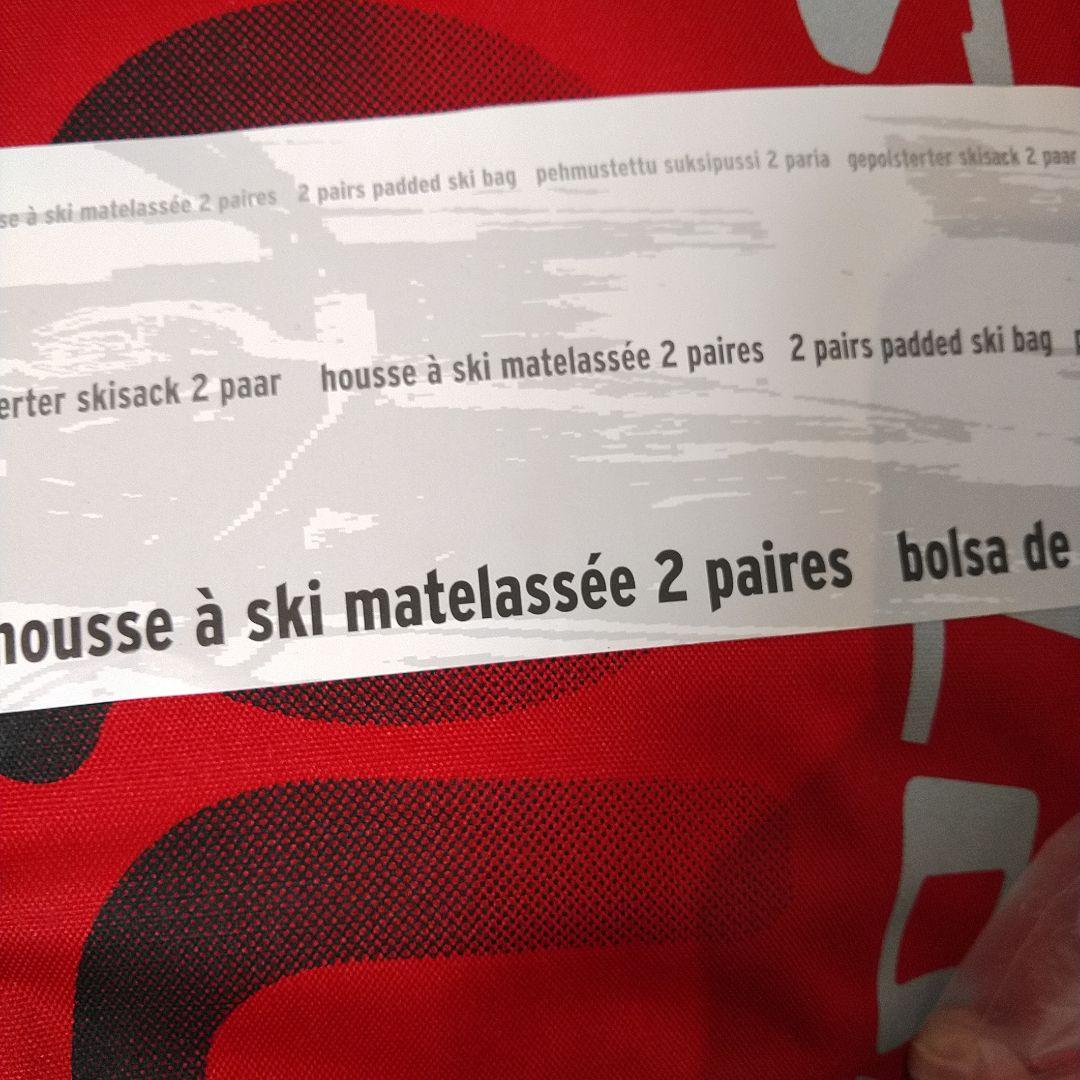 se à ski matelassée 2 paires 2 pairs padded ski bag pehmustettu suksipussi 2 paria gepolsterter skisack 2 paar
erter skisack 2 paar housse à ski matelassée 2 paires 2 pairs padded ski bag
housse à ski matelassée 2 paires bolsa de